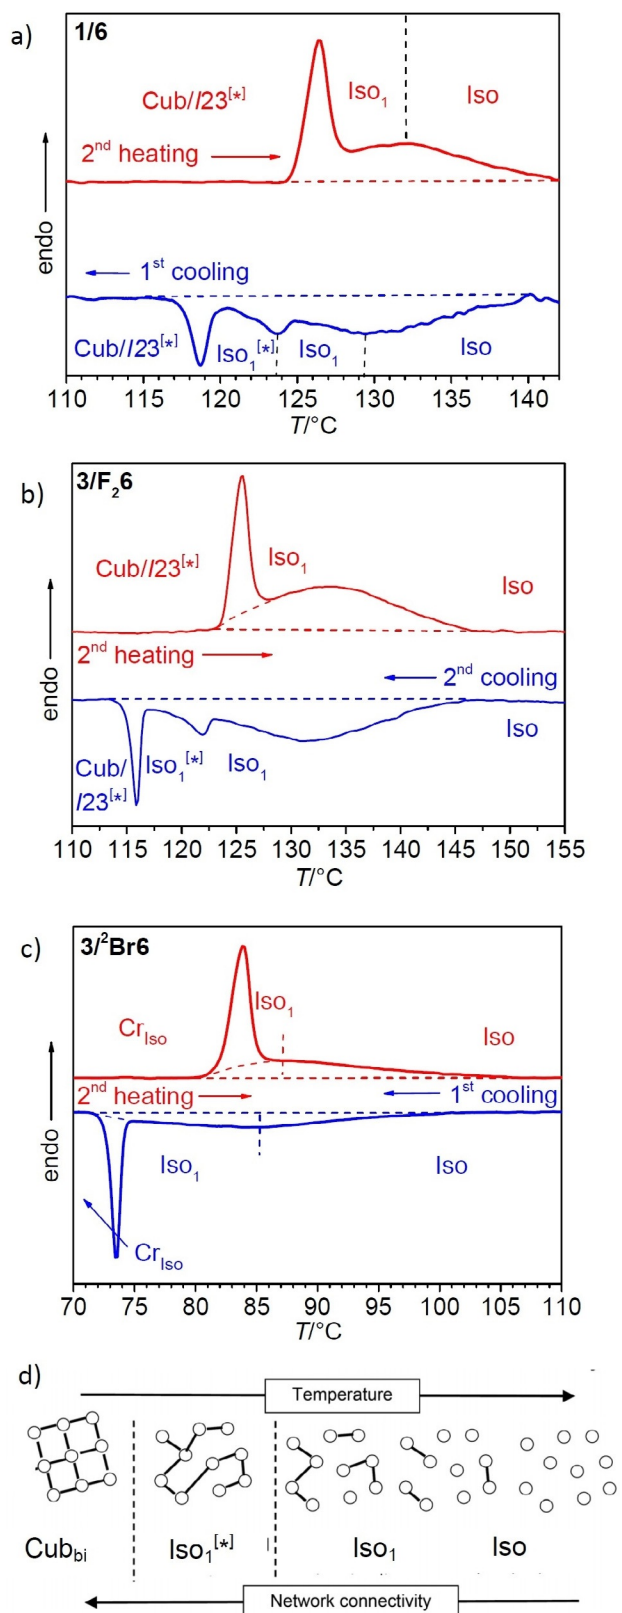 a)
1/6
Cub/I23[*]
Iso1
Iso
2nd heating
endo
1st cooling
Cub/I23[*]
Iso1[*]
Iso1
Iso
110 115 120 125 130 135 140
T/°C
b)
3/F26
Cub/I23[*]
Iso1
Iso
2nd heating
2nd cooling
endo
Cub/
I23[*]
Iso1[*]
Iso1
Iso
110 115 120 125 130 135 140 145 150 155
T/°C
c)
3/2Br6
CrIso
Iso1
Iso
2nd heating
1st cooling
endo
Iso1
Iso
CrIso
70 75 80 85 90 95 100 105 110
T/°C
d)
Temperature
Cubbi
Iso1[*]
Iso1
Iso
Network connectivity